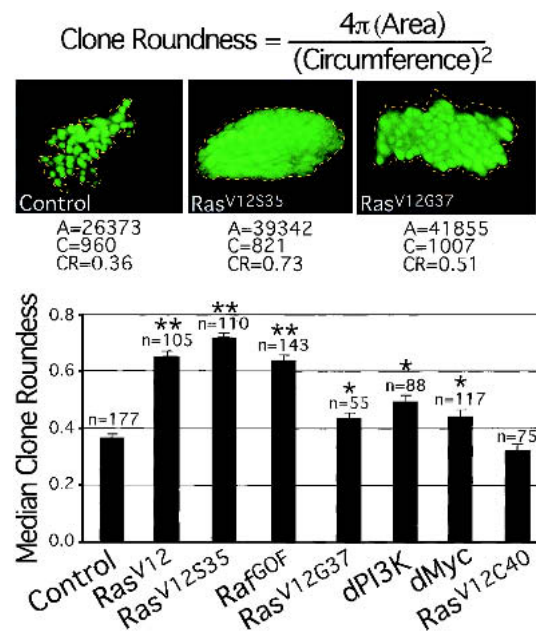 Clone Roundness = 4π(Area) / (Circumference)²
Control RasV12S35 RasV12G37
A=26373 A=39342 A=41855
C=960 C=821 C=1007
CR=0.36 CR=0.73 CR=0.51
Median Clone Roundess
0.8
0.6
0.4
0.2
0.0
n=177
** n=105
** n=110
** n=143
* n=55
* n=88
* n=117
n=75
Control RasV12 RasV12S35 RafGOF RasV12G37 dPI3K dMyc RasV12C40